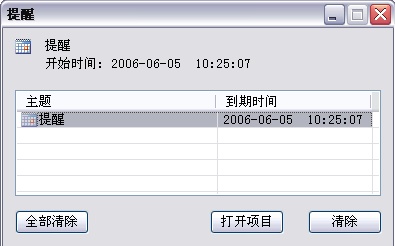 提醒
提醒
开始时间: 2006-06-05 10:25:07
主题 到期时间
提醒 2006-06-05 10:25:07
全部清除 打开项目 清除